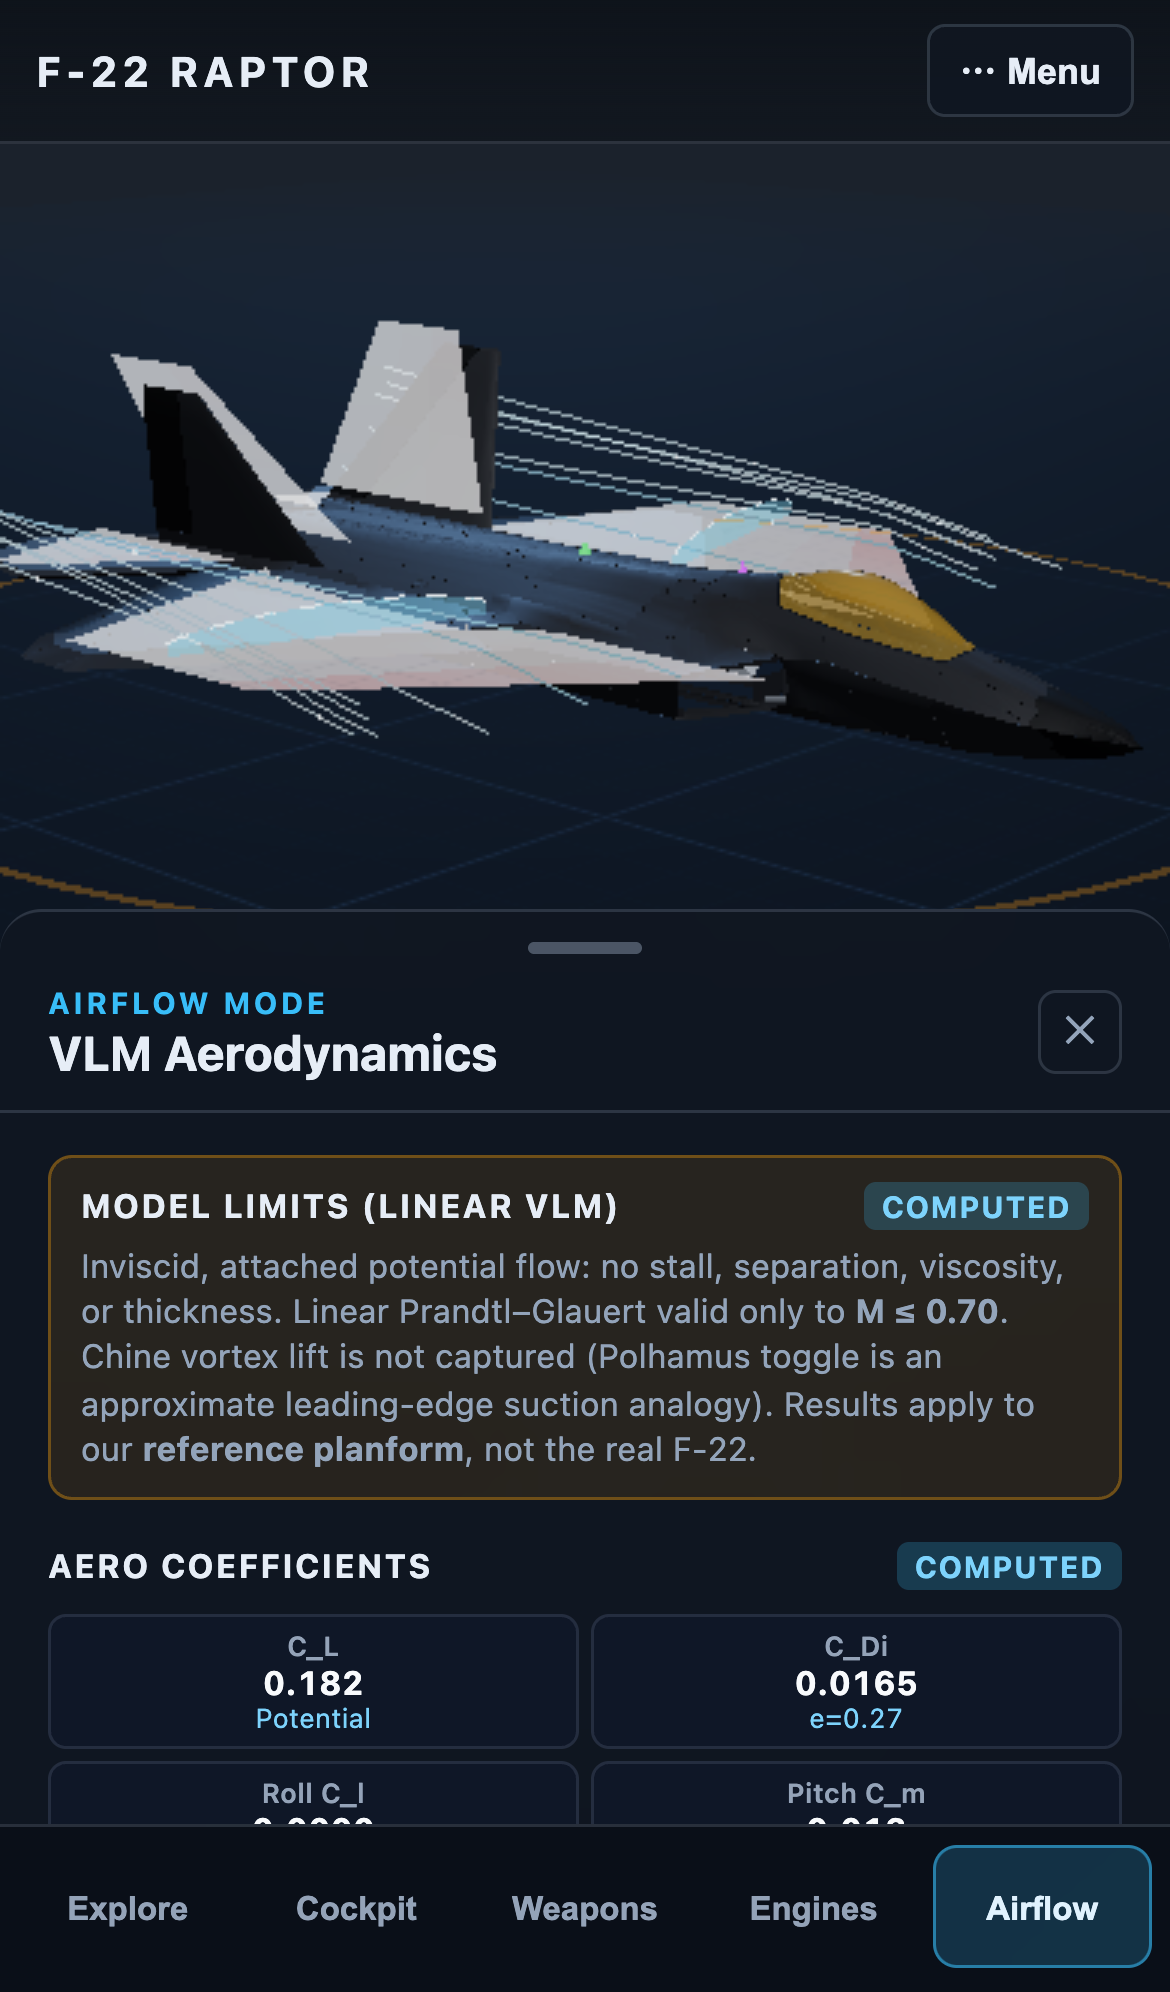 F-22 RAPTOR
··· Menu
AIRFLOW MODE
VLM Aerodynamics
MODEL LIMITS (LINEAR VLM)
COMPUTED
Inviscid, attached potential flow: no stall, separation, viscosity,
or thickness. Linear Prandtl–Glauert valid only to M ≤ 0.70.
Chine vortex lift is not captured (Polhamus toggle is an
approximate leading-edge suction analogy). Results apply to
our reference planform, not the real F-22.
AERO COEFFICIENTS
COMPUTED
C_L
0.182
Potential
C_Di
0.0165
e=0.27
Roll C_l
Pitch C_m
Explore
Cockpit
Weapons
Engines
Airflow